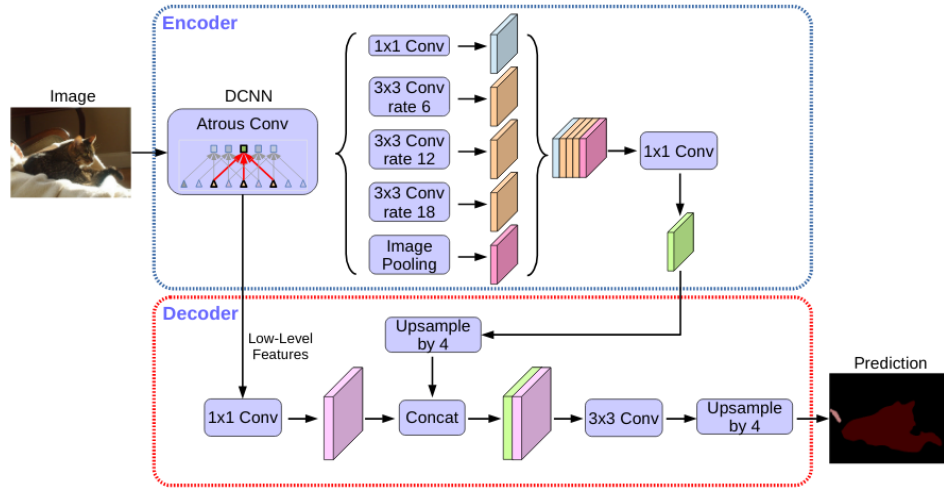 Encoder
Image
DCNN
Atrous Conv
1x1 Conv
3x3 Conv
rate 6
3x3 Conv
rate 12
3x3 Conv
rate 18
Image
Pooling
1x1 Conv
Decoder
Low-Level
Features
Upsample
by 4
1x1 Conv
Concat
3x3 Conv
Upsample
by 4
Prediction